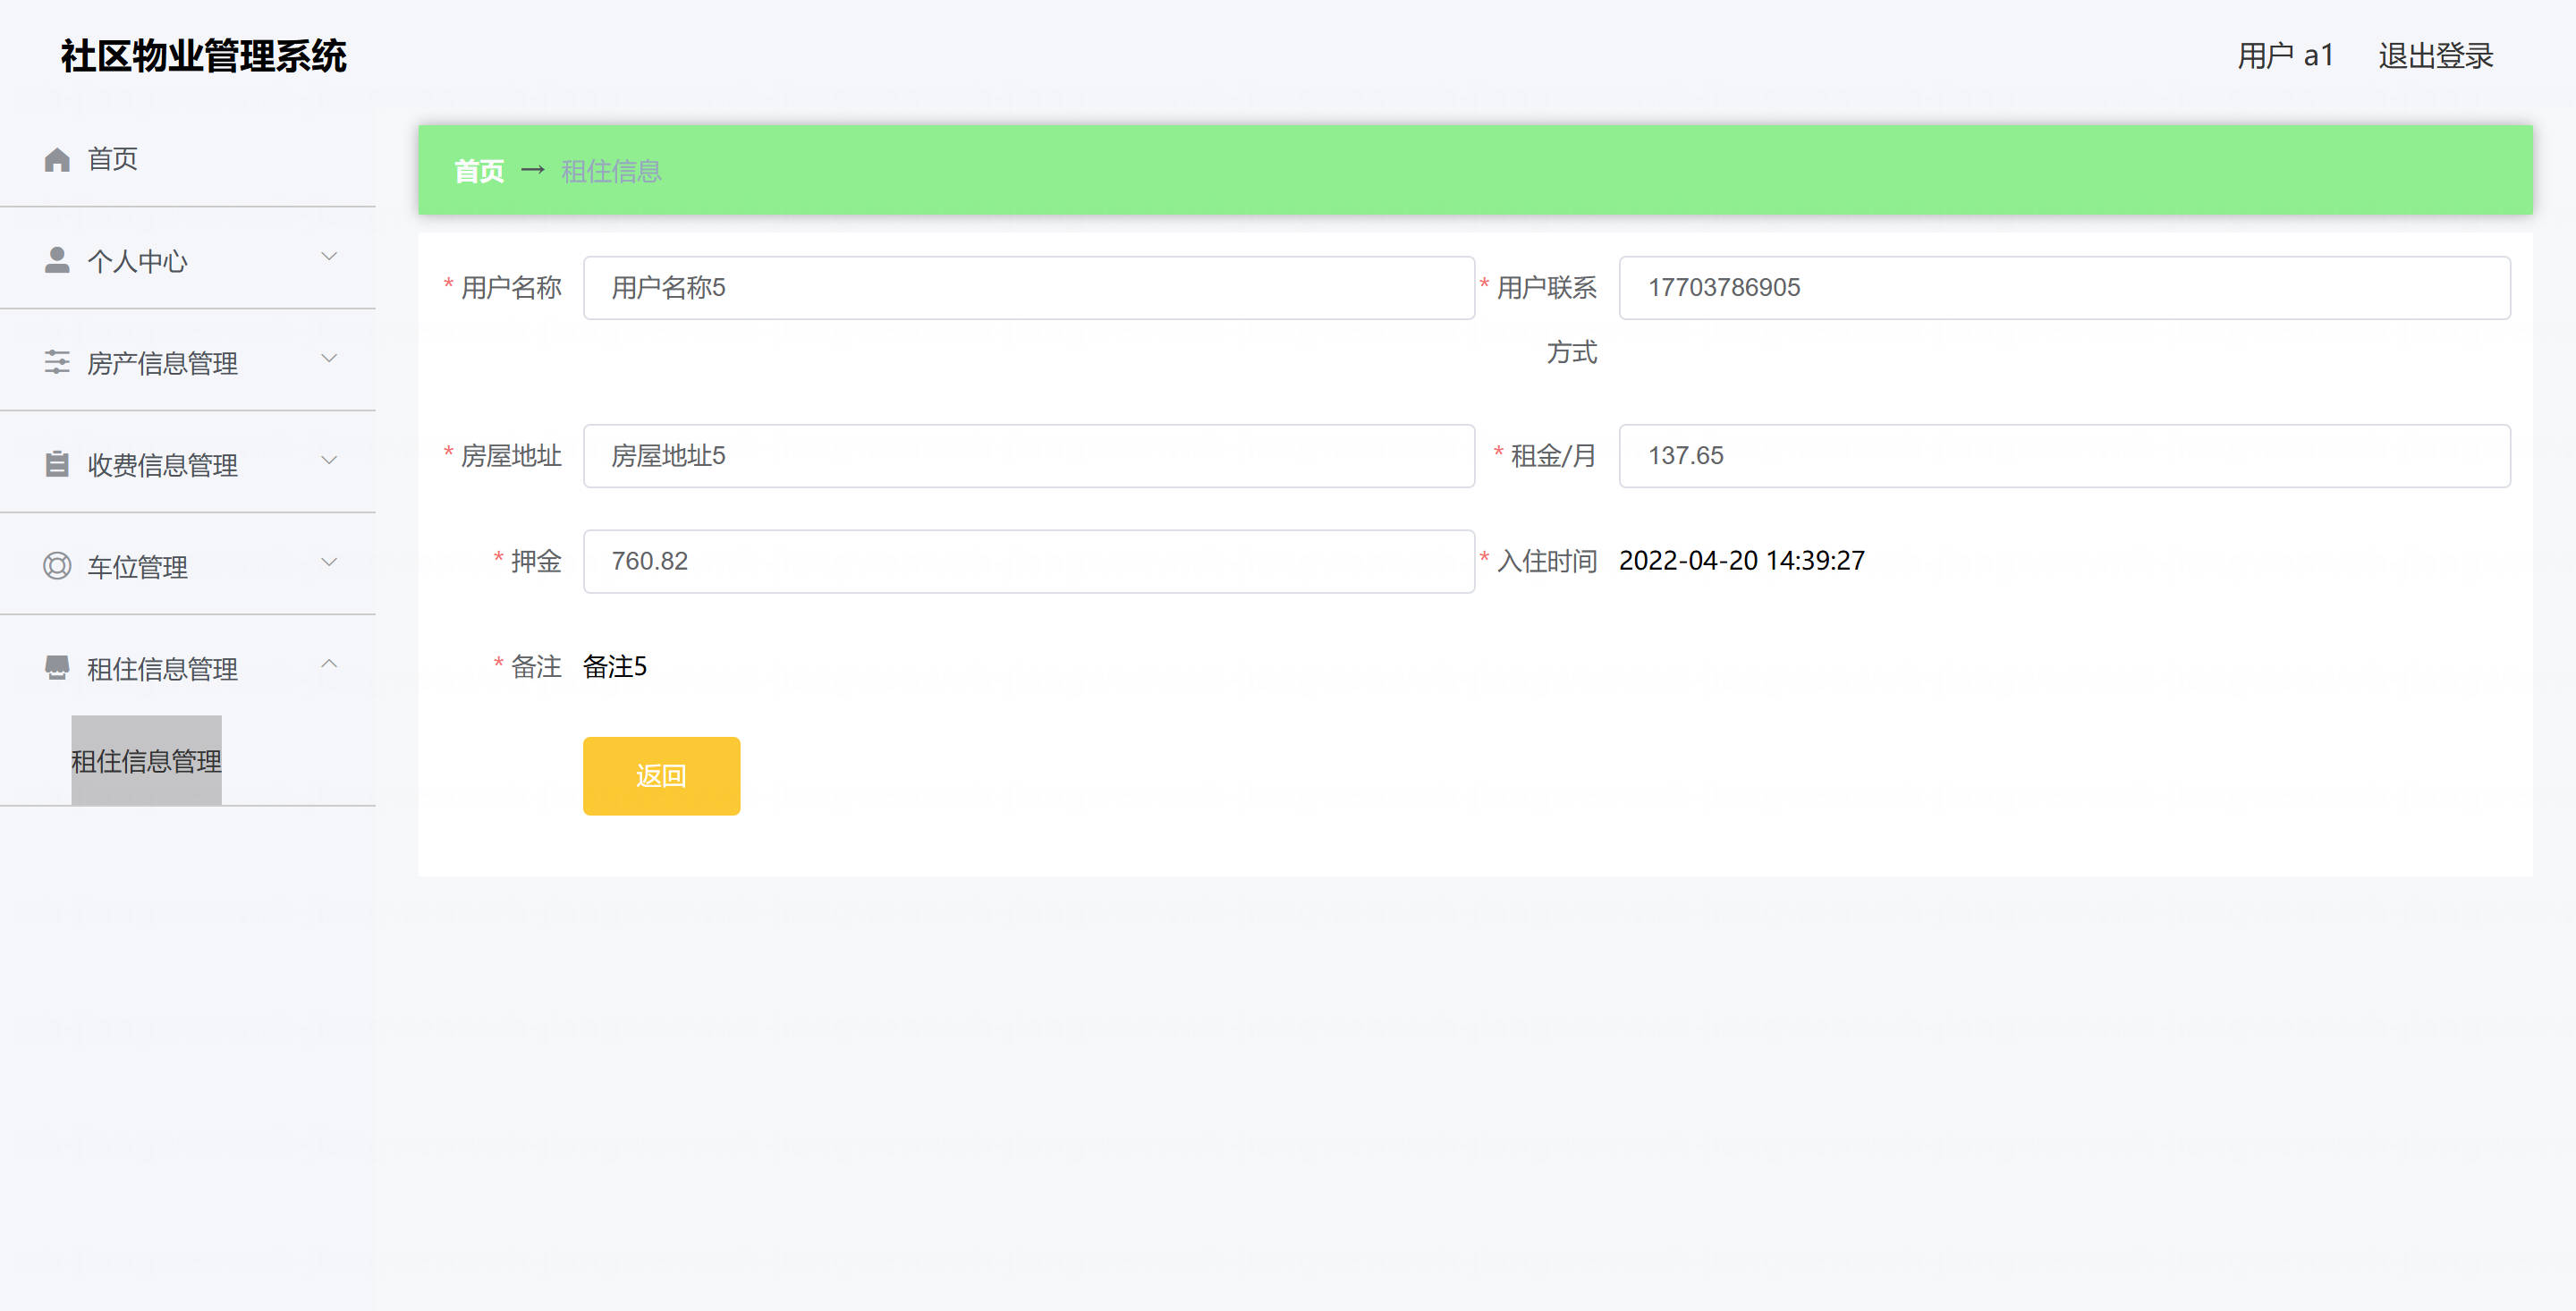 社区物业管理系统
用户 a1 退出登录
首页
个人中心
房产信息管理
收费信息管理
车位管理
租住信息管理
租住信息管理
首页 → 租住信息
* 用户名称 用户名称5
* 用户联系方式 17703786905
* 房屋地址 房屋地址5
* 租金/月 137.65
* 押金 760.82
* 入住时间 2022-04-20 14:39:27
* 备注 备注5
返回